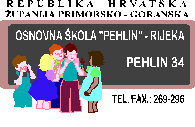 REPUBLIKA HRVATSKA
ŽUPANIJA PRIMORSKO - GORANSKA
OSNOVNA ŠKOLA "PEHLIN" - RIJEKA
PEHLIN 34
TEL./FAX.: 269-296